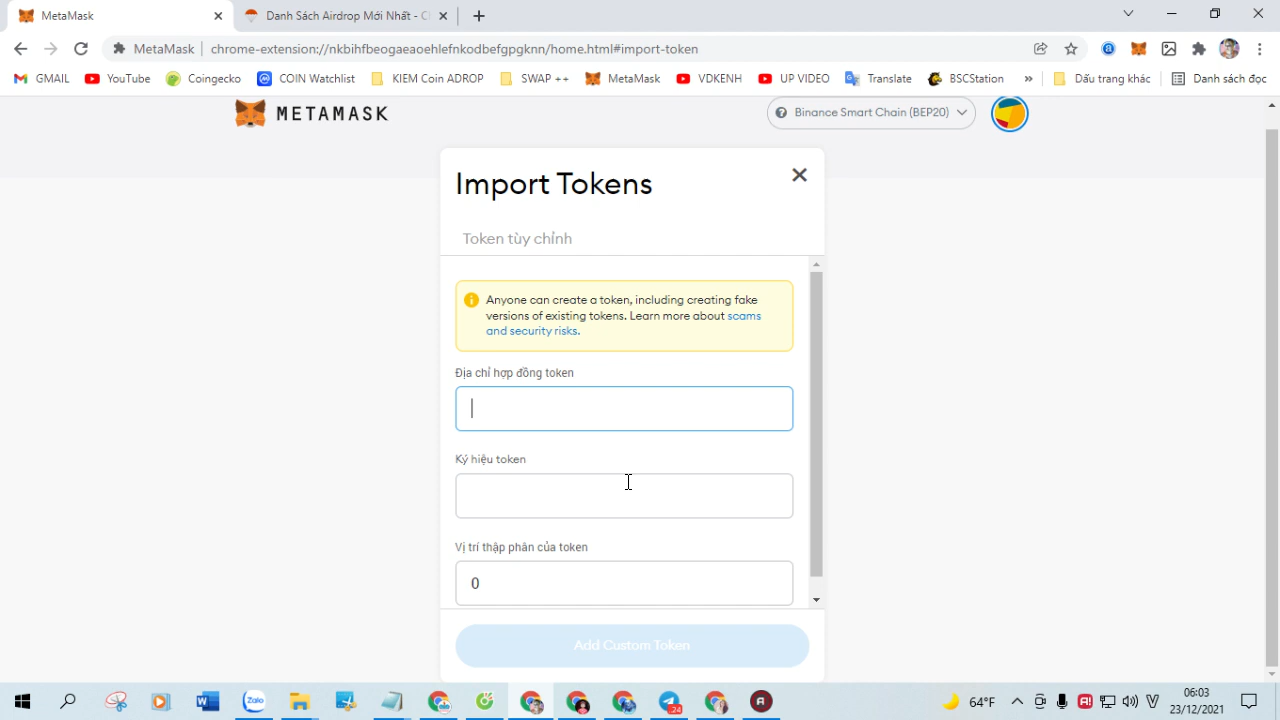 MetaMask
Danh Sách Airdrop Mới Nhất - C
MetaMask
chrome-extension://nkbihfbeogaeaoehlefnkodbefgpgknn/home.html#import-token
GMAIL
YouTube
Coingecko
COIN Watchlist
KIEM Coin ADROP
SWAP ++
MetaMask
VDKENH
UP VIDEO
Translate
BSCStation
»
Dấu trang khác
Danh sách đọc
METAMASK
Binance Smart Chain (BEP20)
Import Tokens
Token tùy chỉnh
Anyone can create a token, including creating fake
versions of existing tokens. Learn more about scams
and security risks.
Địa chỉ hợp đồng token
Ký hiệu token
Vị trí thập phân của token
0
Add Custom Token
Zalo
24
64°F
06:03
23/12/2021